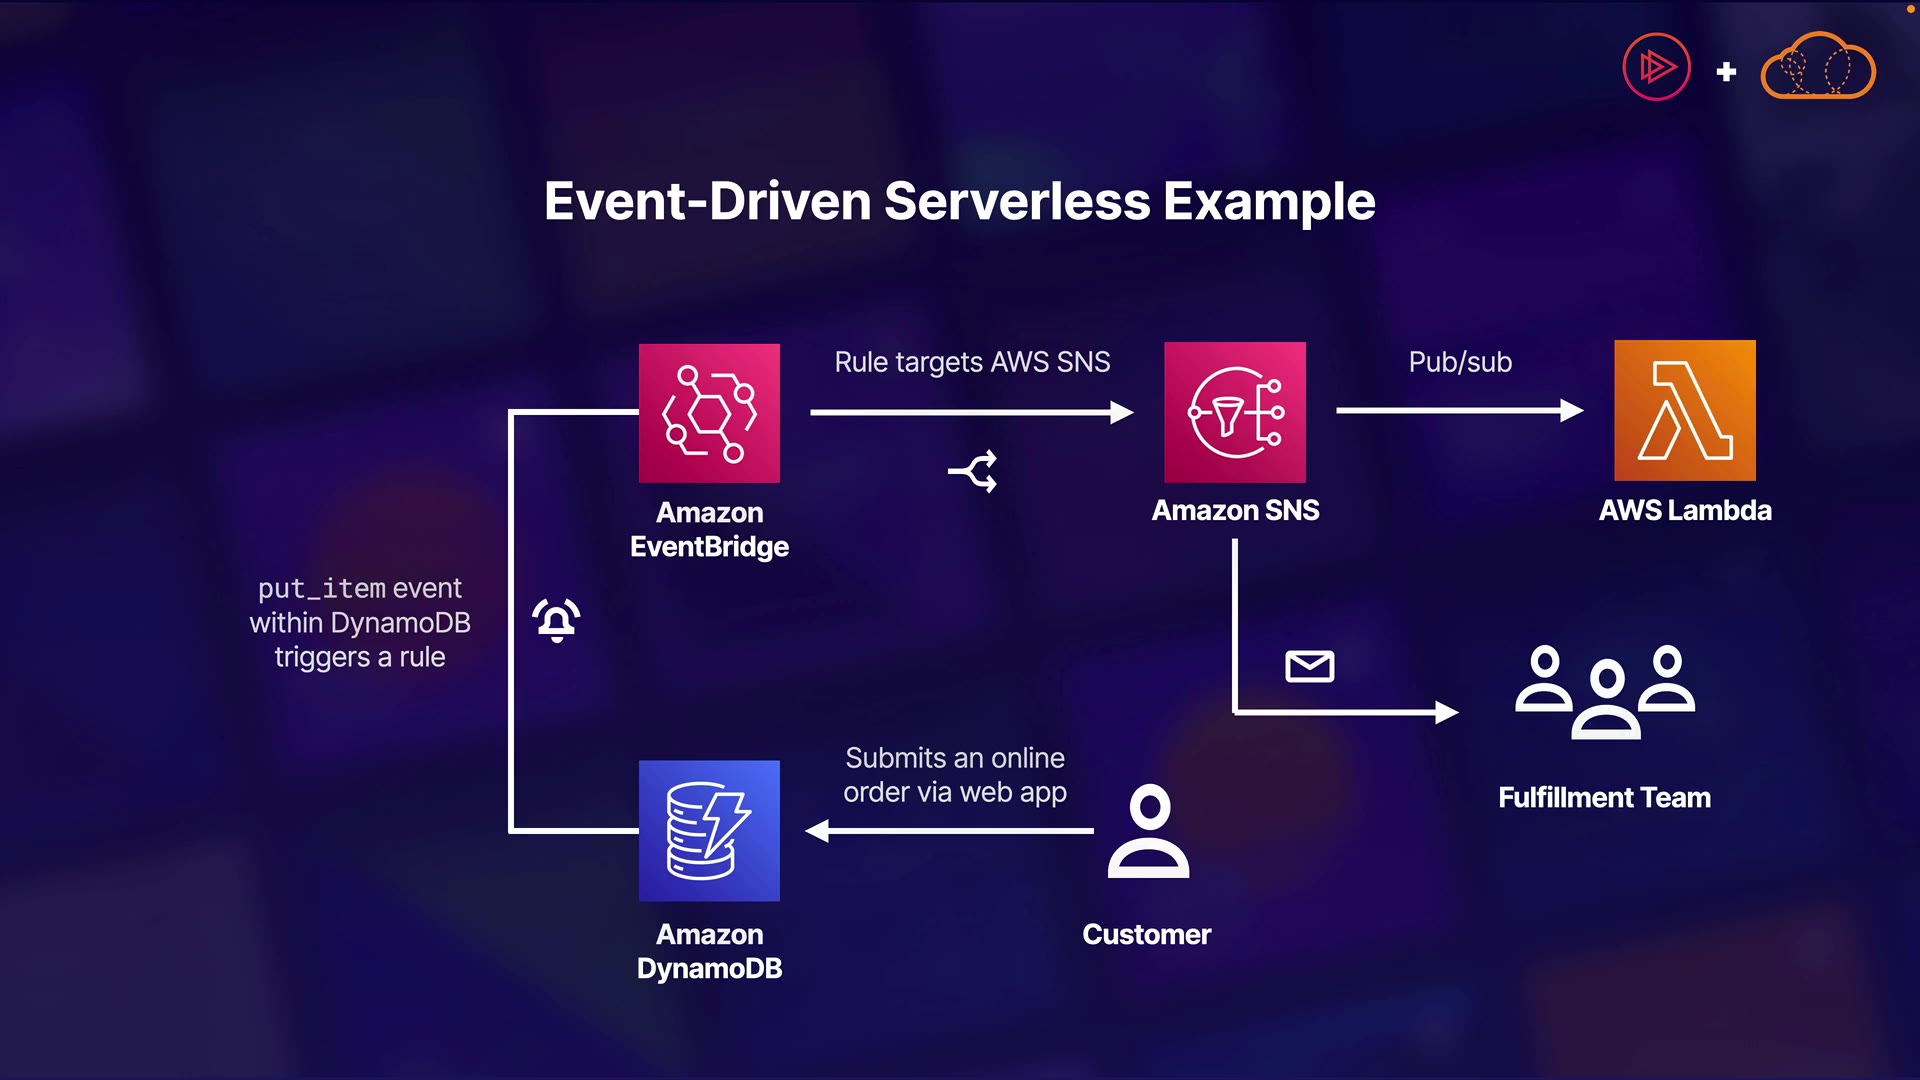 Event-Driven Serverless Example
Rule targets AWS SNS
Pub/sub
Amazon
EventBridge
Amazon SNS
AWS Lambda
put_item event
within DynamoDB
triggers a rule
Submits an online
order via web app
Fulfillment Team
Amazon
DynamoDB
Customer